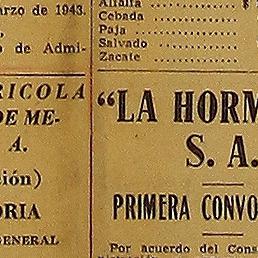 arzo de 1943.
o de Admi-
RICOLA
DE ME-
A.
ión)
ORIA
GENERAL
Alfalfa ........ $
Cebada ........
Paja ........
Salvado ........
Zacate ........
"LA HORM
S. A.
PRIMERA CONVO
Por acuerdo del Cons